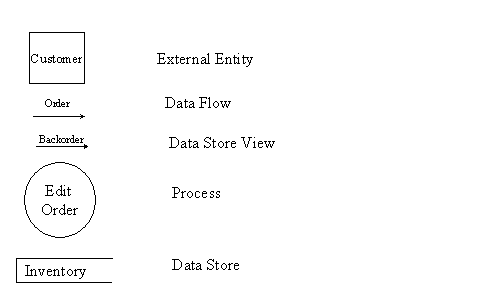 Customer
External Entity
Order
Data Flow
Backorder
Data Store View
Edit
Order
Process
Inventory
Data Store